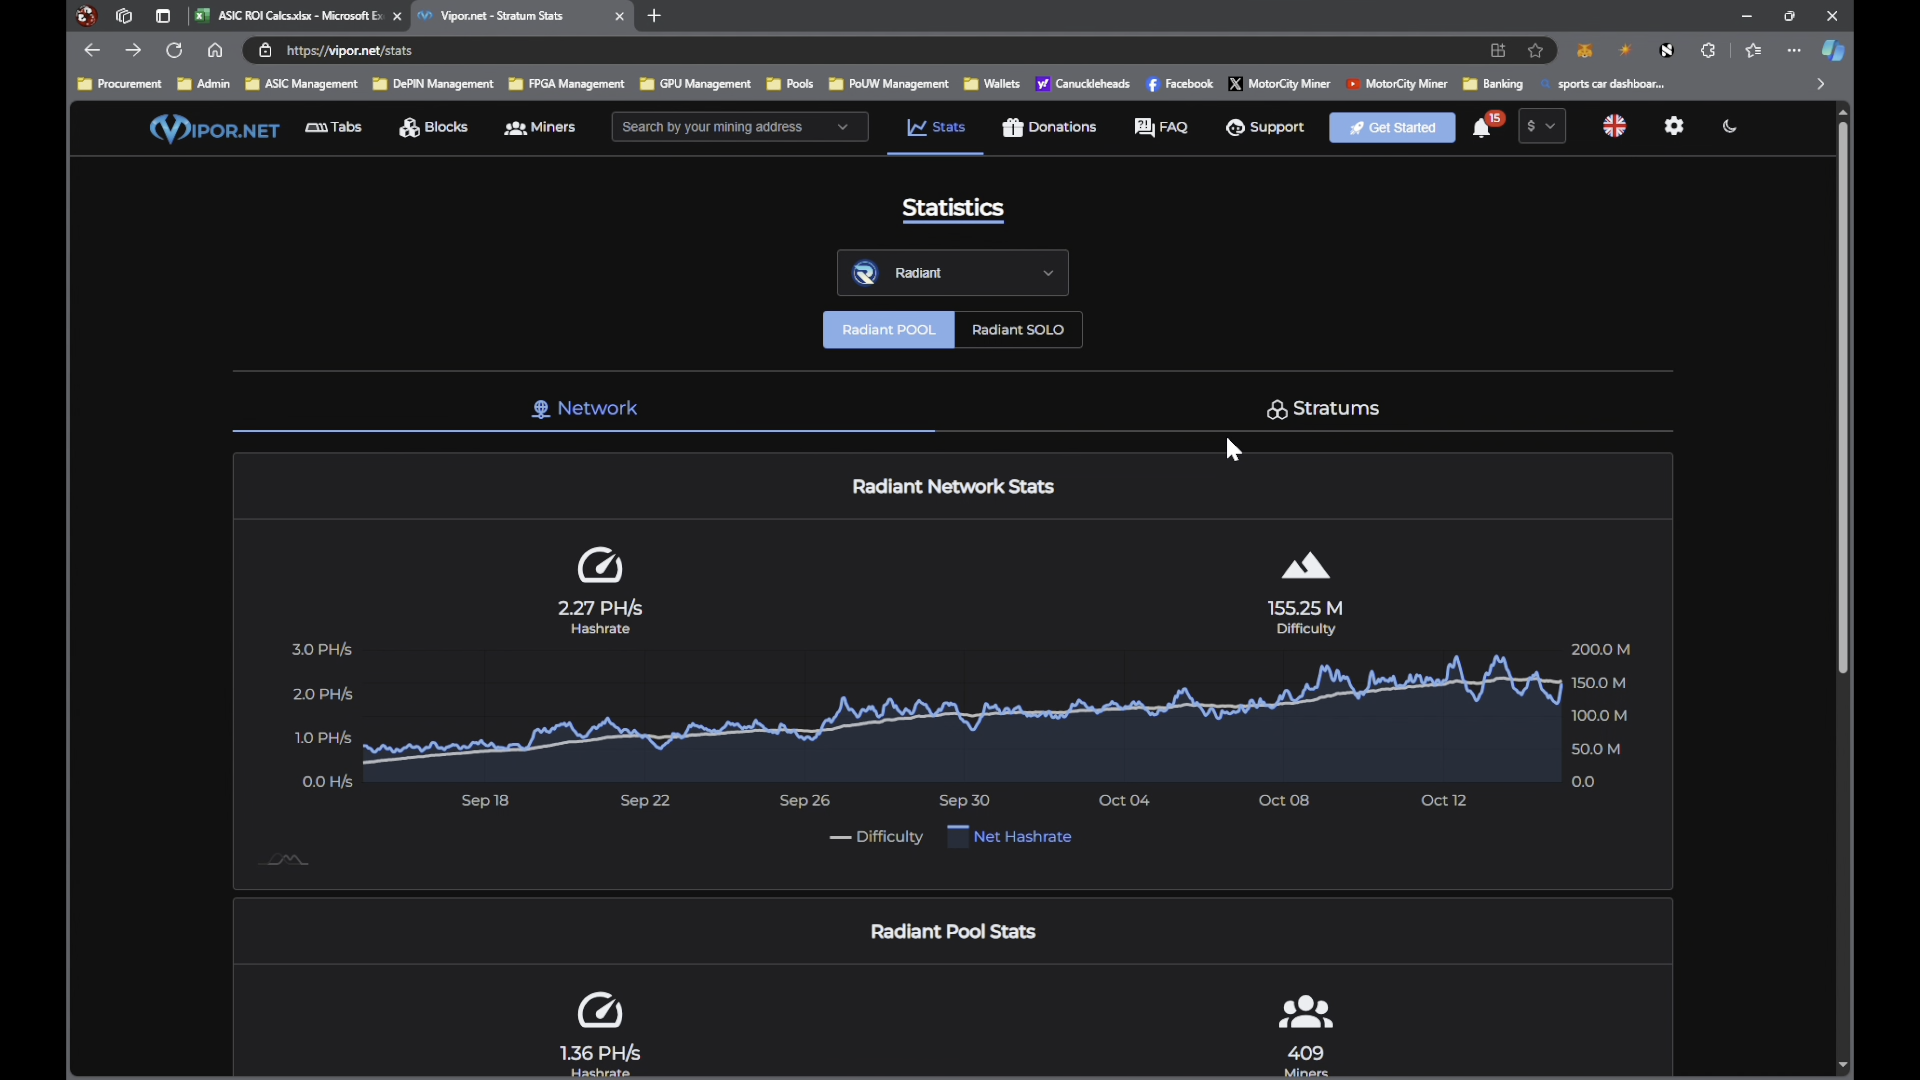 ASIC ROI Calcs.xlsx - Microsoft Ex
Vipor.net - Stratum Stats
https://vipor.net/stats
Procurement
Admin
ASIC Management
DePIN Management
FPGA Management
GPU Management
Pools
PoUW Management
Wallets
Canuckleheads
Facebook
MotorCity Miner
MotorCity Miner
Banking
sports car dashboar...
VIPOR.NET
Tabs
Blocks
Miners
Search by your mining address
Stats
Donations
FAQ
Support
Get Started
15
$
Statistics
Radiant
Radiant POOL
Radiant SOLO
Network
Stratums
Radiant Network Stats
2.27 PH/s
Hashrate
155.25 M
Difficulty
3.0 PH/s
2.0 PH/s
1.0 PH/s
0.0 H/s
200.0 M
150.0 M
100.0 M
50.0 M
0.0
Sep 18
Sep 22
Sep 26
Sep 30
Oct 04
Oct 08
Oct 12
Difficulty
Net Hashrate
Radiant Pool Stats
1.36 PH/s
Hashrate
409
Miners